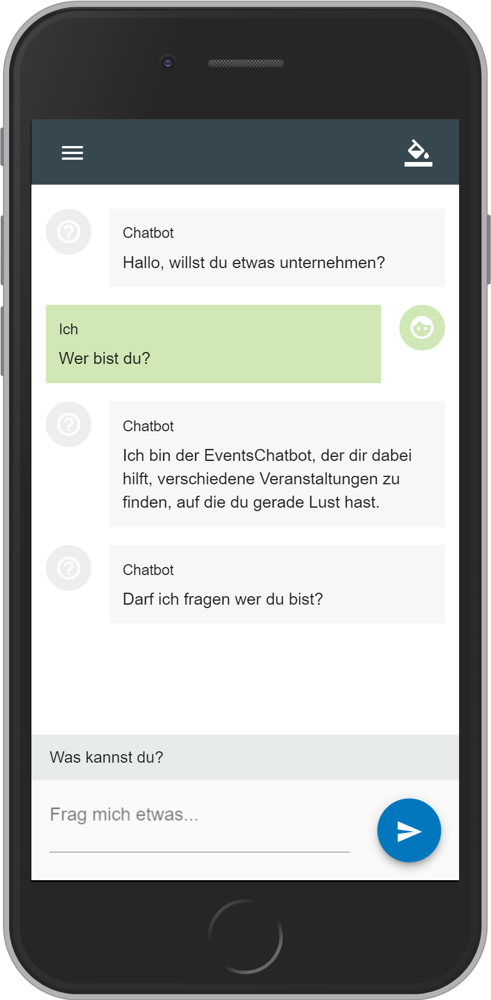 Chatbot
Hallo, willst du etwas unternehmen?
Ich
Wer bist du?
Chatbot
Ich bin der EventsChatbot, der dir dabei
hilft, verschiedene Veranstaltungen zu
finden, auf die du gerade Lust hast.
Chatbot
Darf ich fragen wer du bist?
Was kannst du?
Frag mich etwas...